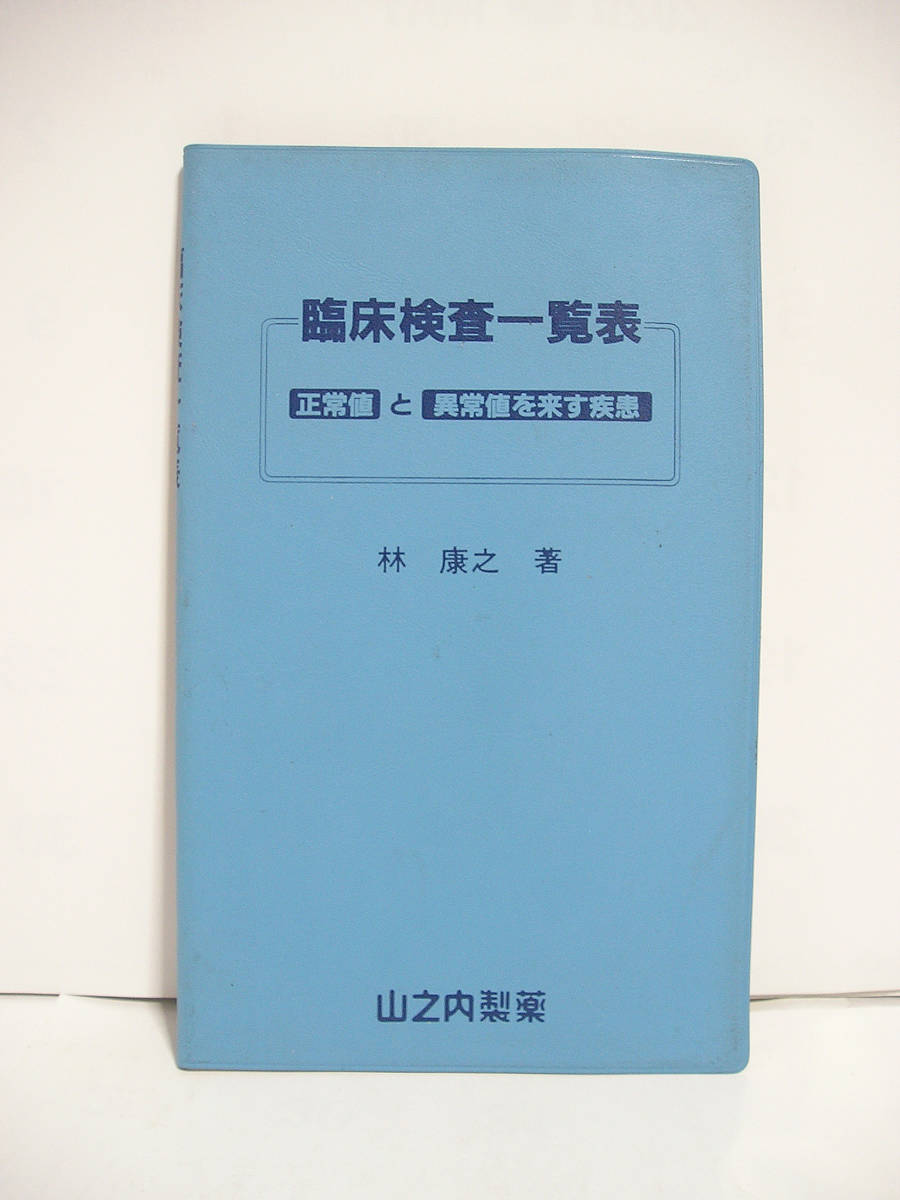 臨床検査一覧表
正常値 と 異常値を来す疾患
林 康之 著
山之内製薬